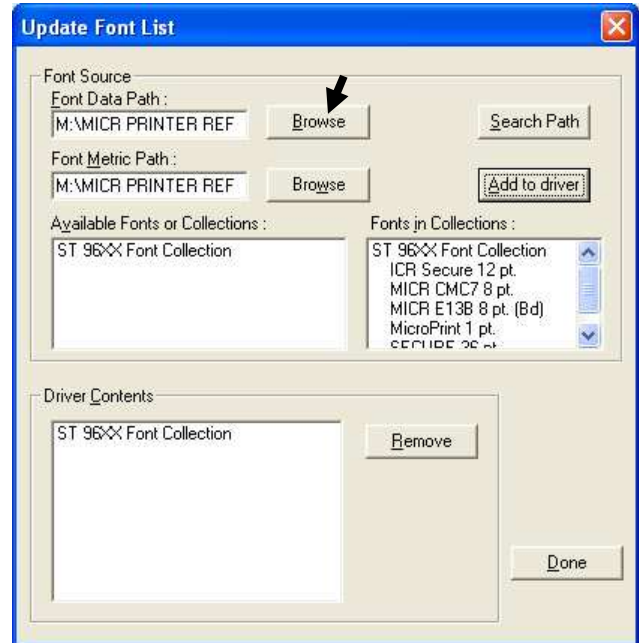 Update Font List
Font Source
Font Data Path :
M:\MICR PRINTER REF
Browse
Search Path
Font Metric Path :
M:\MICR PRINTER REF
Browse
Add to driver
Available Fonts or Collections :
Fonts in Collections :
ST 96XX Font Collection
ST 96XX Font Collection
ICR Secure 12 pt.
MICR CMC7 8 pt.
MICR E13B 8 pt. (Bd)
MicroPrint 1 pt.
SECURE 36 pt.
Driver Contents
ST 96XX Font Collection
Remove
Done